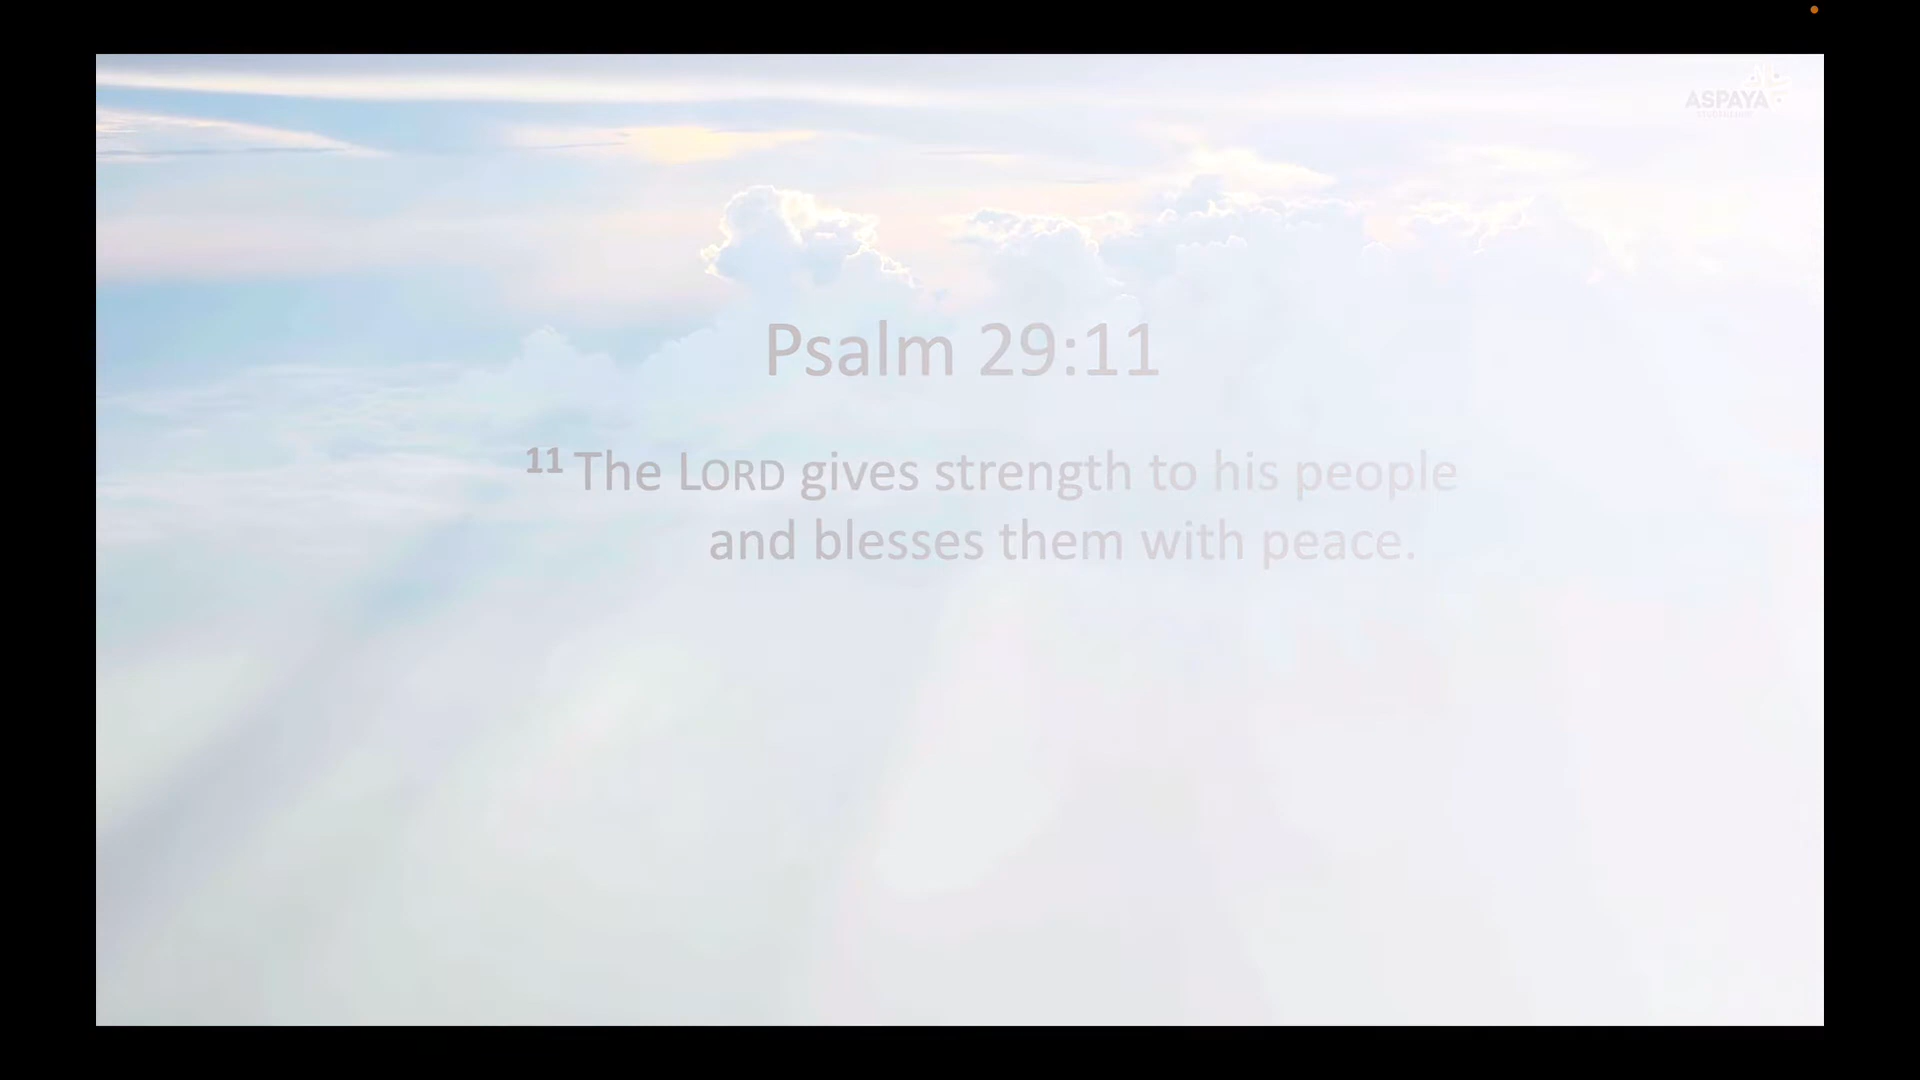 ASPAYA
Psalm 29:11
11 The LORD gives strength to his people
and blesses them with peace.